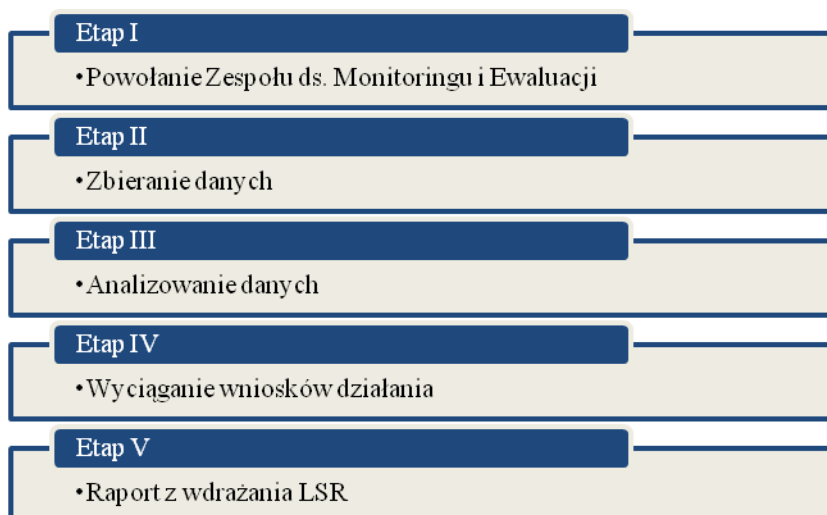 Etap I
•Powołanie Zespołu ds. Monitoringu i Ewaluacji
Etap II
•Zbieranie danych
Etap III
•Analizowanie danych
Etap IV
•Wyciąganie wniosków działania
Etap V
•Raport z wdrażania LSR